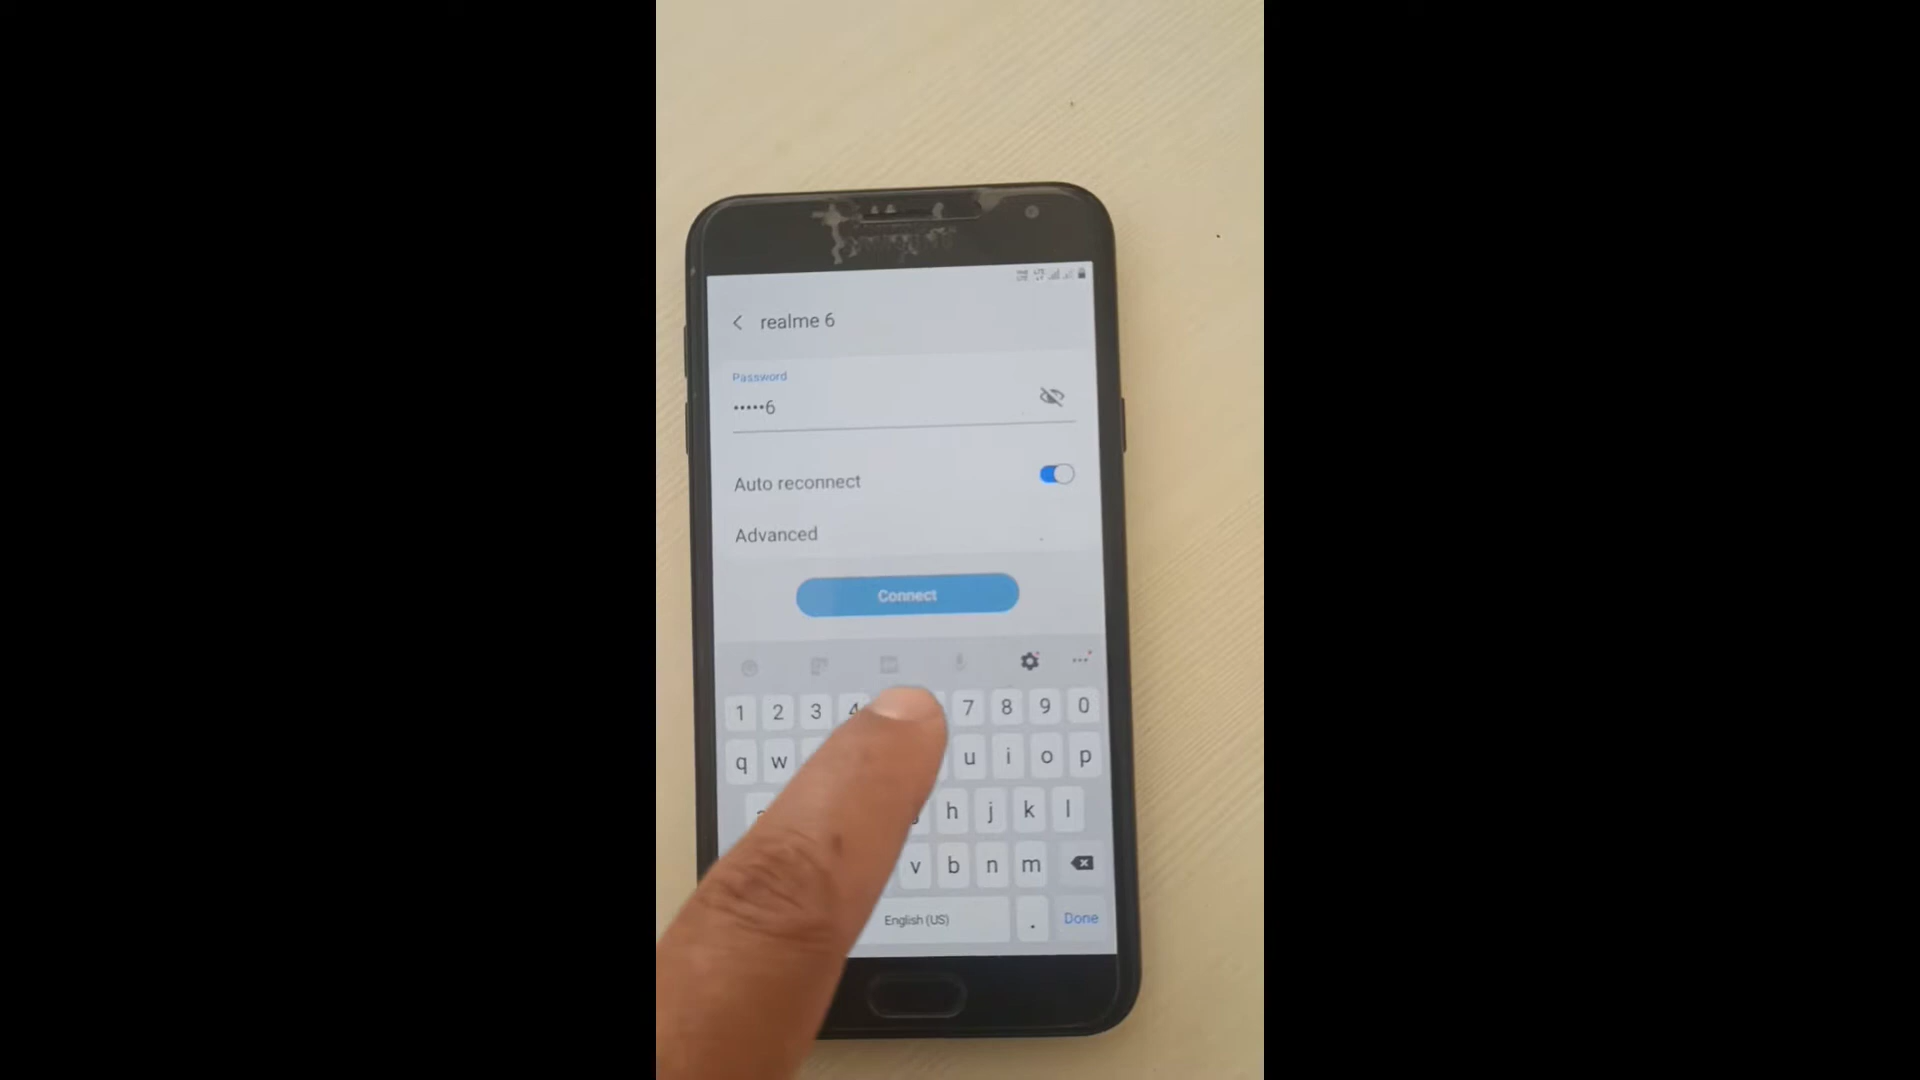 realme 6
Password
•••••6
Auto reconnect
Advanced
Connect
1 2 3 4 7 8 9 0
q w u i o p
h j k l
v b n m
English (US) . Done